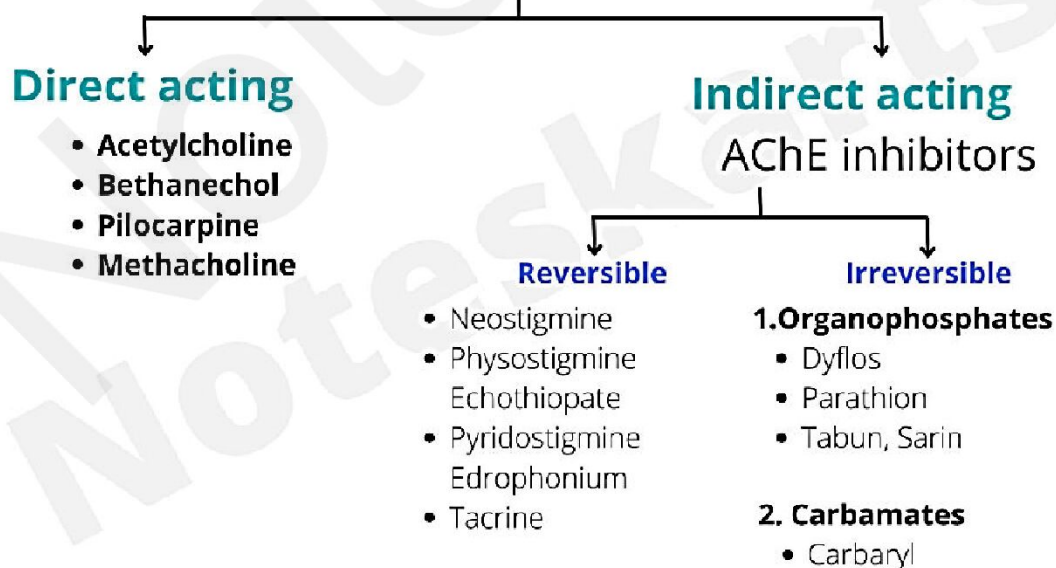 Direct acting
• Acetylcholine
• Bethanechol
• Pilocarpine
• Methacholine
Indirect acting
AChE inhibitors
Reversible
• Neostigmine
• Physostigmine
Echothiopate
• Pyridostigmine
Edrophonium
• Tacrine
Irreversible
1.Organophosphates
• Dyflos
• Parathion
• Tabun, Sarin
2. Carbamates
• Carbaryl
Noteskarts